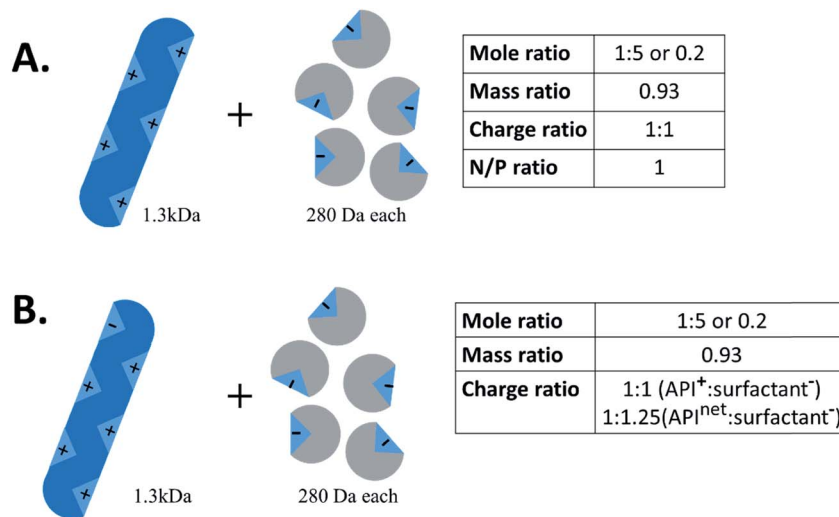 A.
+
+
+
+
+
1.3kDa
+
-
-
-
-
-
280 Da each
Mole ratio 1:5 or 0.2
Mass ratio 0.93
Charge ratio 1:1
N/P ratio 1
B.
-
+
+
+
+
+
1.3kDa
+
-
-
-
-
-
280 Da each
Mole ratio 1:5 or 0.2
Mass ratio 0.93
Charge ratio 1:1 (API⁺:surfactant⁻)
1:1.25(APIⁿᵉᵗ:surfactant⁻)